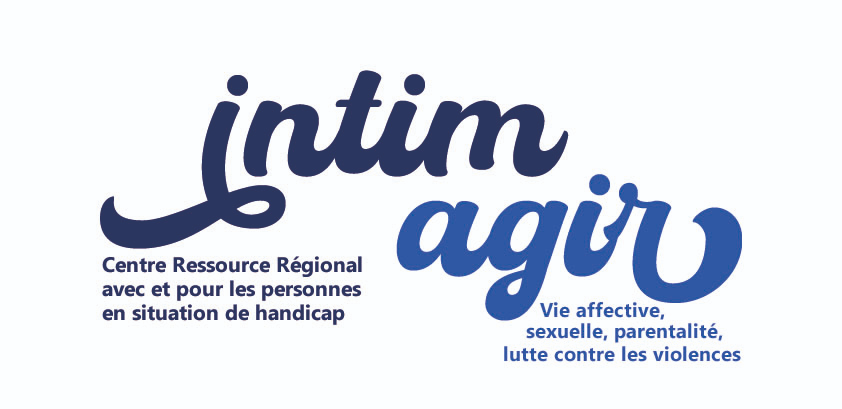 intim
agir
Centre Ressource Régional
avec et pour les personnes
en situation de handicap
Vie affective,
sexuelle, parentalité,
lutte contre les violences